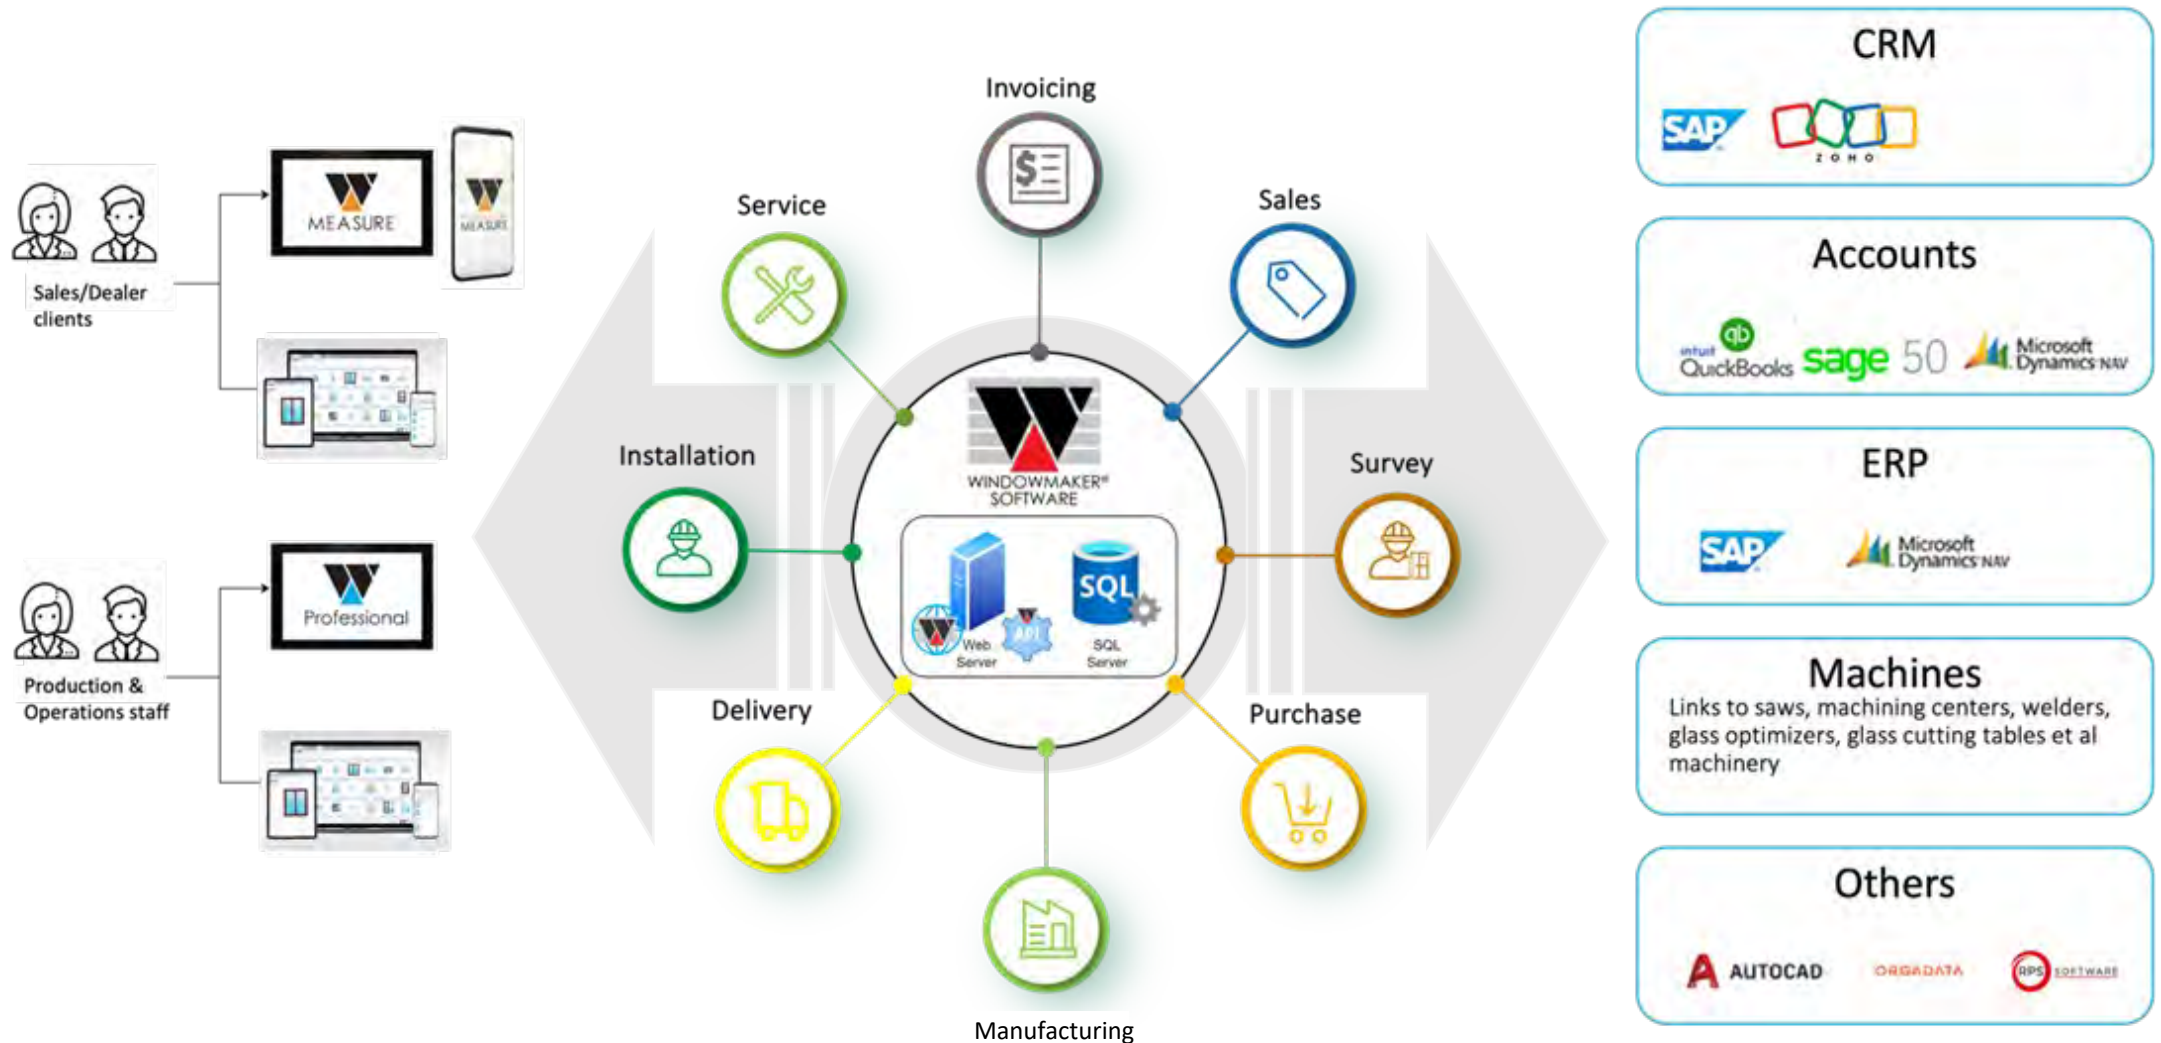 Sales/Dealer
clients
MEASURE
MEASURE
Production &
Operations staff
Professional
Invoicing
Service
Sales
Installation
Survey
WINDOWMAKER®
SOFTWARE
SQL
API
Web
Server
SQL
Server
Delivery
Purchase
Manufacturing
CRM
SAP
ZOHO
Accounts
qb
intuit
QuickBooks
sage 50
Microsoft
Dynamics NAV
ERP
SAP
Microsoft
Dynamics NAV
Machines
Links to saws, machining centers, welders,
glass optimizers, glass cutting tables et al
machinery
Others
AUTOCAD
ORGADATA
RPS SOFTWARE